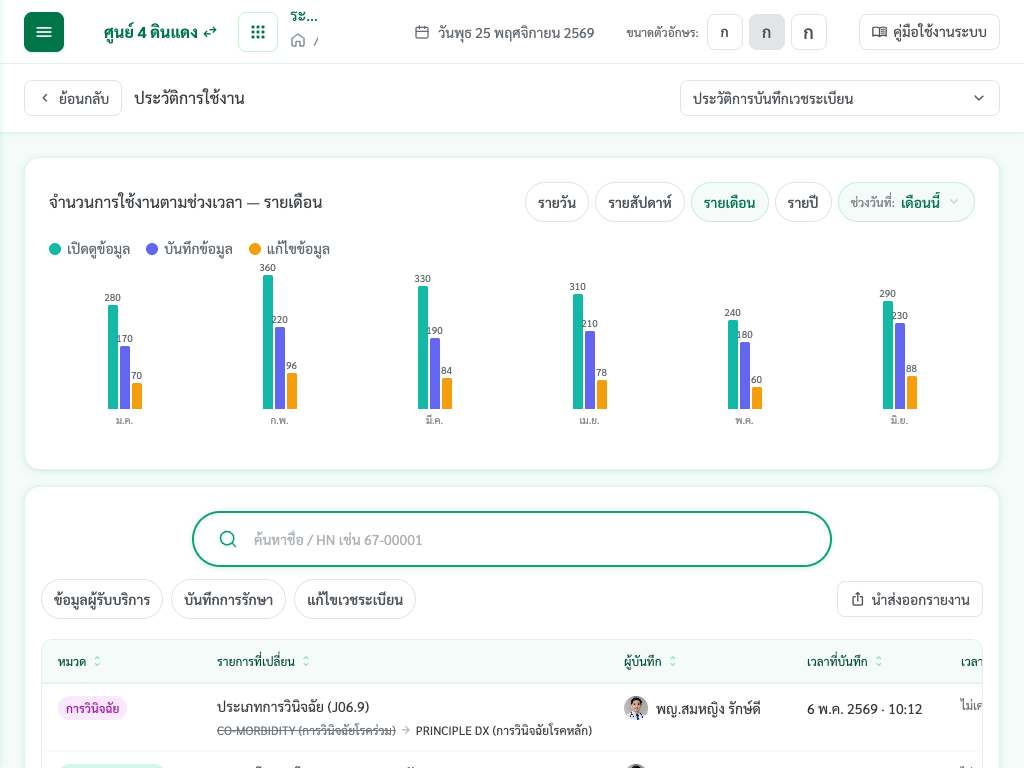 ศูนย์ 4 ดินแดง
ระ...
/
วันพุธ 25 พฤศจิกายน 2569
ขนาดตัวอักษร:
ก
ก
ก
คู่มือใช้งานระบบ
ย้อนกลับ
ประวัติการใช้งาน
ประวัติการบันทึกเวชระเบียน
จำนวนการใช้งานตามช่วงเวลา — รายเดือน
รายวัน
รายสัปดาห์
รายเดือน
รายปี
ช่วงวันที่: เดือนนี้
เปิดดูข้อมูล
บันทึกข้อมูล
แก้ไขข้อมูล
280
170
70
ม.ค.
360
220
96
ก.พ.
330
190
84
มี.ค.
310
210
78
เม.ย.
240
180
60
พ.ค.
290
230
88
มิ.ย.
ค้นหาชื่อ / HN เช่น 67-00001
ข้อมูลผู้รับบริการ
บันทึกการรักษา
แก้ไขเวชระเบียน
นำส่งออกรายงาน
หมวด
รายการที่เปลี่ยน
ผู้บันทึก
เวลาที่บันทึก
เวลา
การวินิจฉัย
ประเภทการวินิจฉัย (J06.9)
CO-MORBIDITY (การวินิจฉัยโรคร่วม) → PRINCIPLE DX (การวินิจฉัยโรคหลัก)
พญ.สมหญิง รักษ์ดี
6 พ.ค. 2569 · 10:12